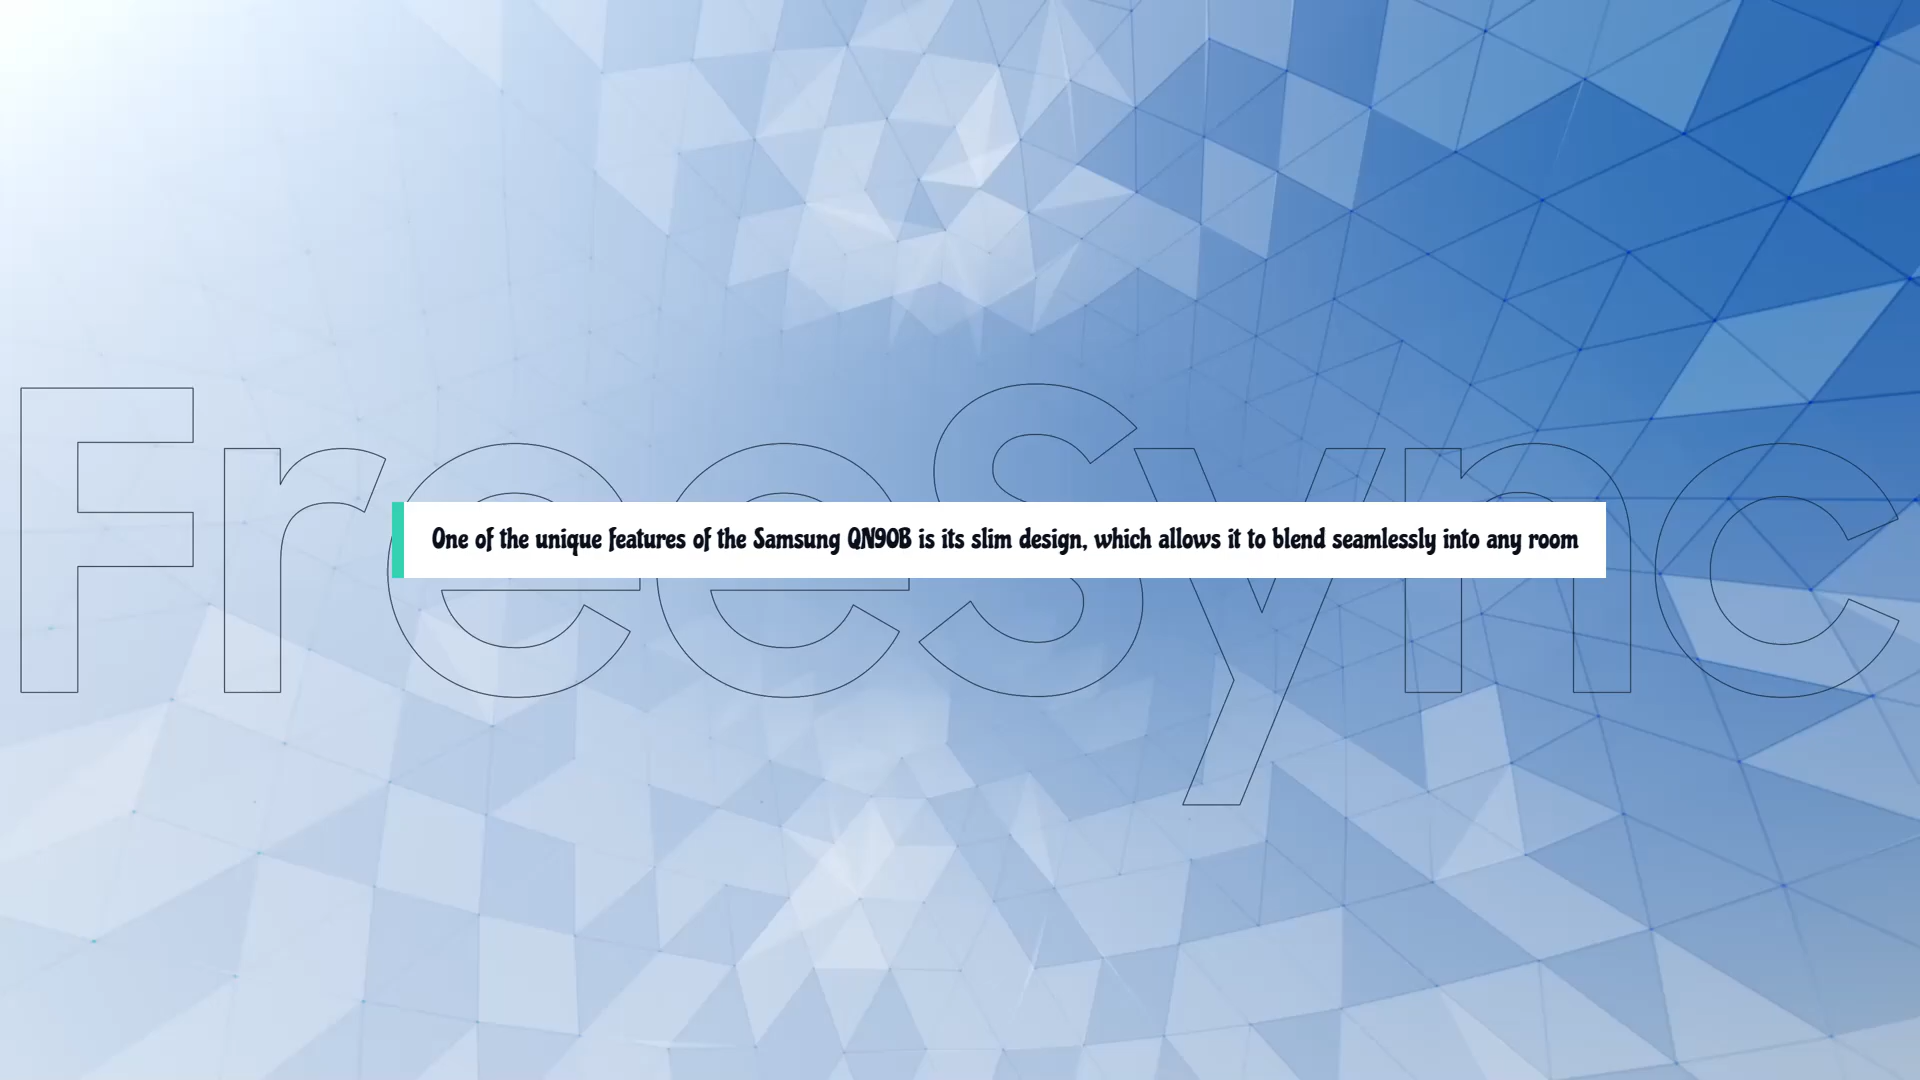 FreeSync
One of the unique features of the Samsung QN90B is its slim design, which allows it to blend seamlessly into any room